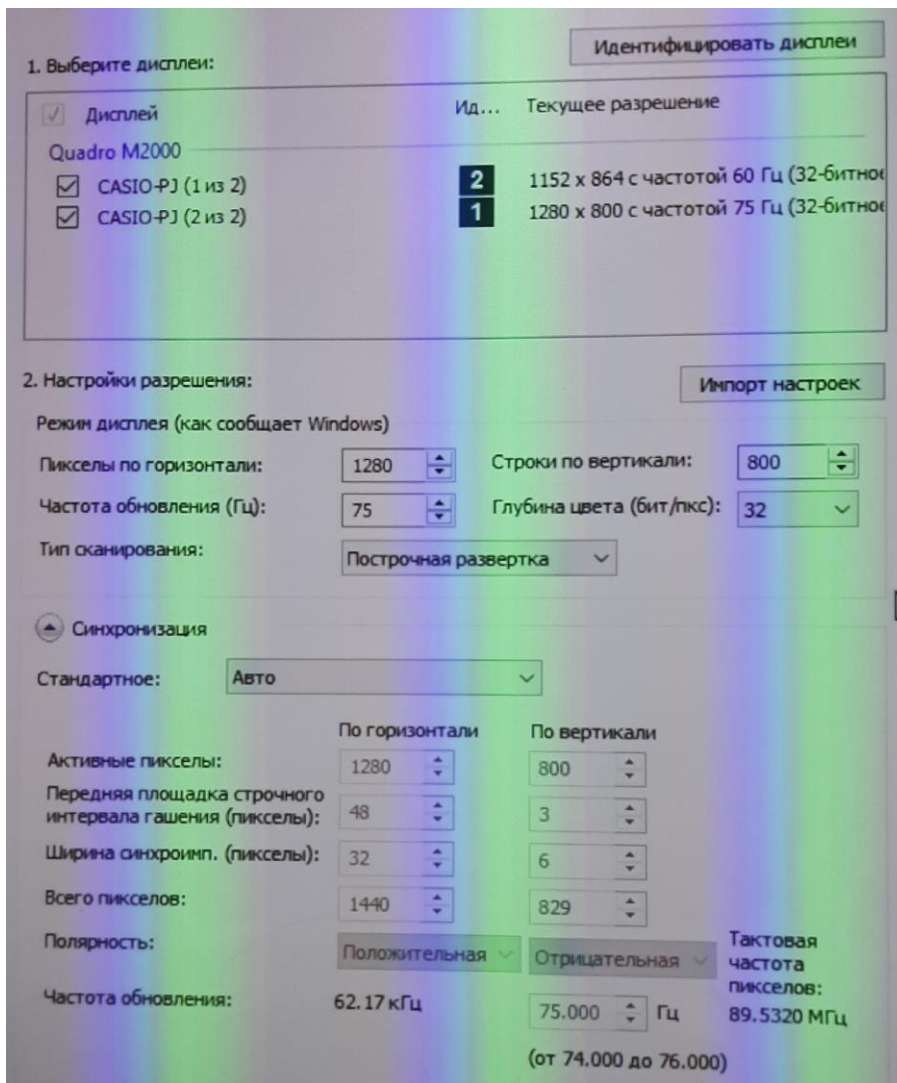 Идентифицировать дисплеи
1. Выберите дисплеи:
Дисплей Ид... Текущее разрешение
Quadro M2000
CASIO-PJ (1 из 2) 2 1152 x 864 с частотой 60 Гц (32-битное
CASIO-PJ (2 из 2) 1 1280 x 800 с частотой 75 Гц (32-битное
2. Настройки разрешения:
Импорт настроек
Режим дисплея (как сообщает Windows)
Пикселы по горизонтали: 1280 Строки по вертикали: 800
Частота обновления (Гц): 75 Глубина цвета (бит/пкс): 32
Тип сканирования: Построчная развертка
Синхронизация
Стандартное: Авто
По горизонтали По вертикали
Активные пикселы: 1280 800
Передняя площадка строчного
интервала гашения (пикселы): 48 3
Ширина синхроимп. (пикселы): 32 6
Всего пикселов: 1440 829
Полярность: Положительная Отрицательная
Тактовая
частота
пикселов:
Частота обновления: 62.17 кГц 75.000 Гц 89.5320 МГц
(от 74.000 до 76.000)